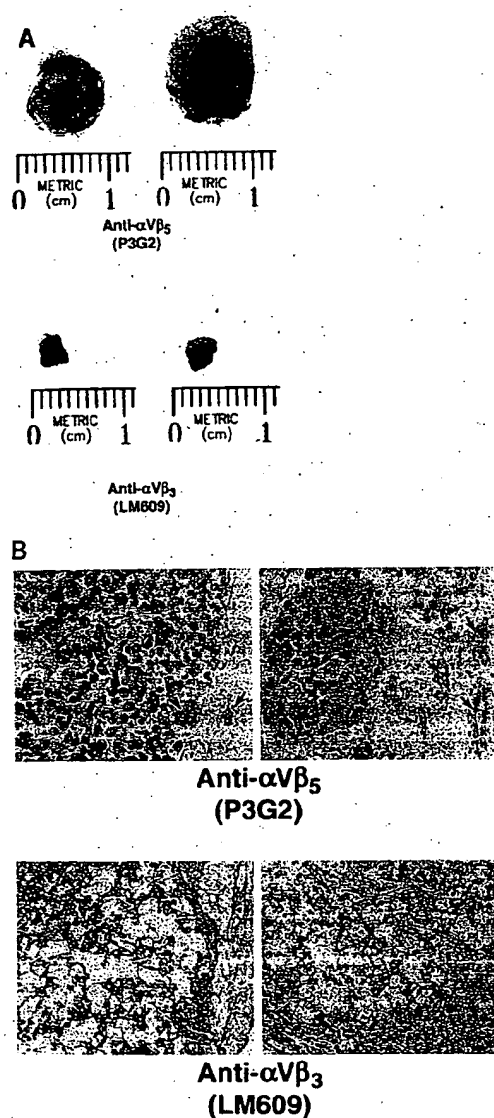 A
0 METRIC 1
(cm)
0 METRIC 1
(cm)
Anti-αVβ5
(P3G2)
0 METRIC 1
(cm)
0 METRIC 1
(cm)
Anti-αVβ3
(LM609)
B
Anti-αVβ5
(P3G2)
Anti-αVβ3
(LM609)